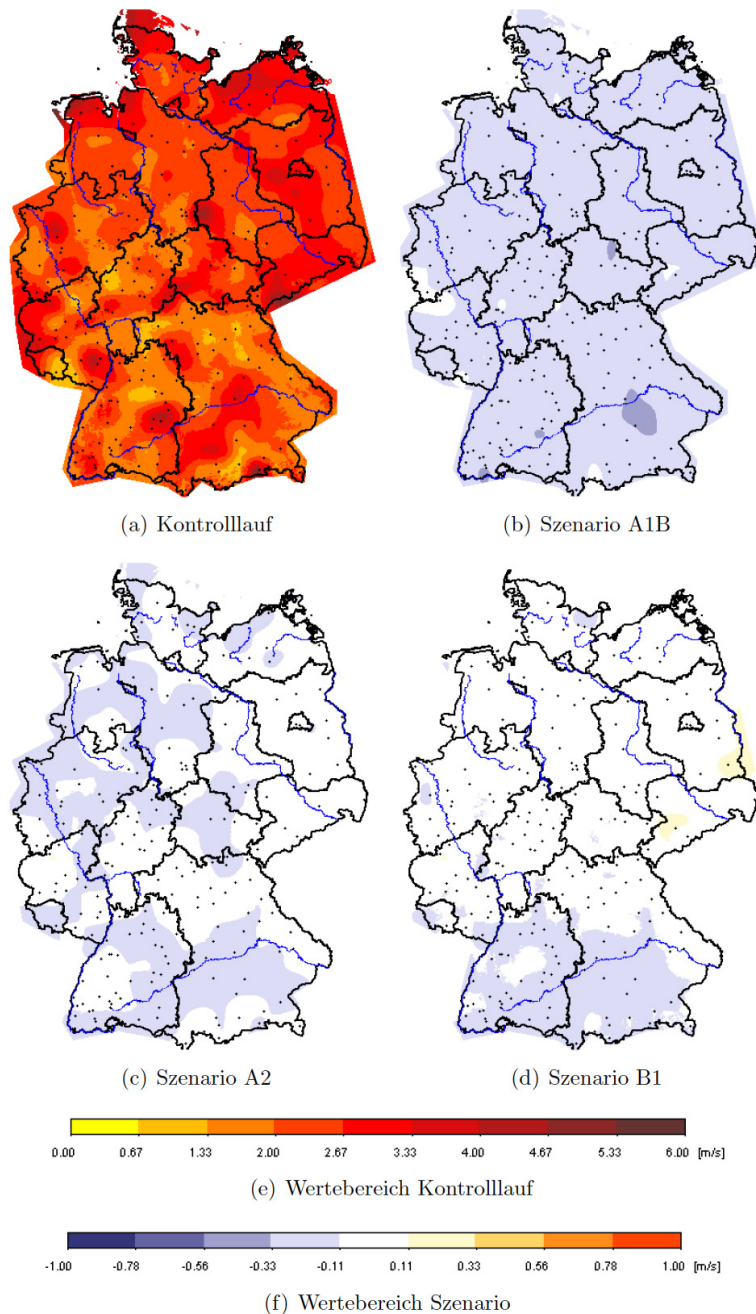 (a) Kontrolllauf
(b) Szenario A1B
(c) Szenario A2
(d) Szenario B1
0.00 0.67 1.33 2.00 2.67 3.33 4.00 4.67 5.33 6.00 [m/s]
(e) Wertebereich Kontrolllauf
-1.00 -0.78 -0.56 -0.33 -0.11 0.11 0.33 0.56 0.78 1.00 [m/s]
(f) Wertebereich Szenario